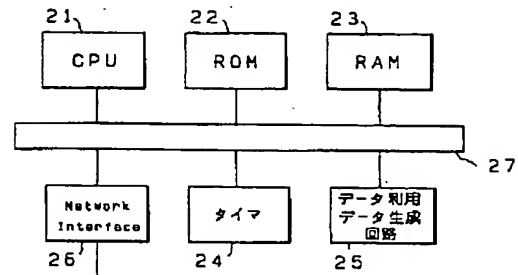 21
22
23
CPU
ROM
RAM
27
Network
Interface
タイマ
データ利用
データ生成
回路
26
24
25